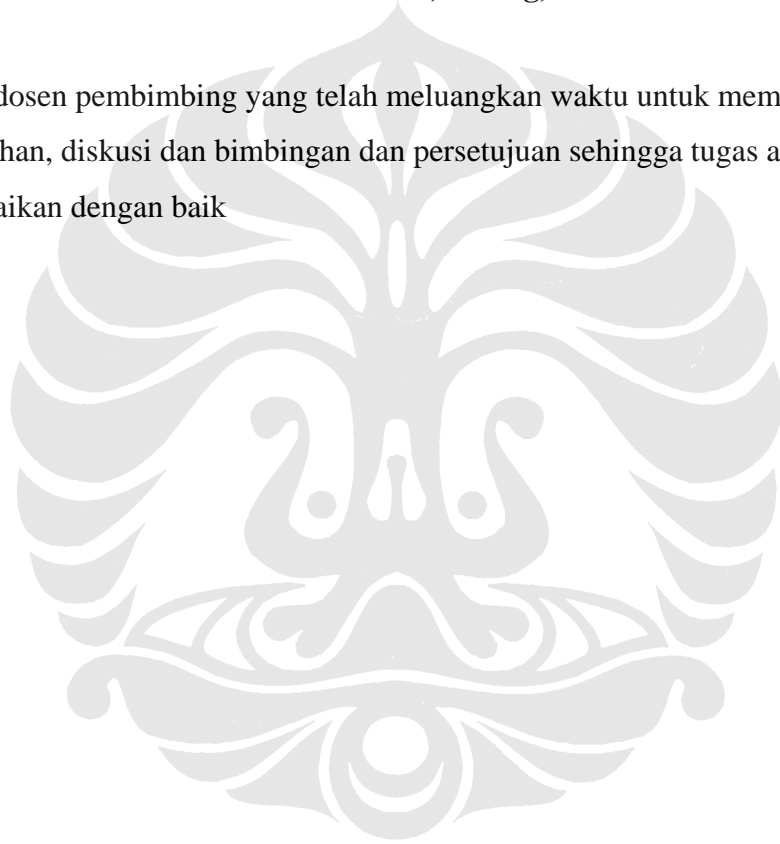 dosen pembimbing yang telah meluangkan waktu untuk mem
han, diskusi dan bimbingan dan persetujuan sehingga tugas a
aikan dengan baik